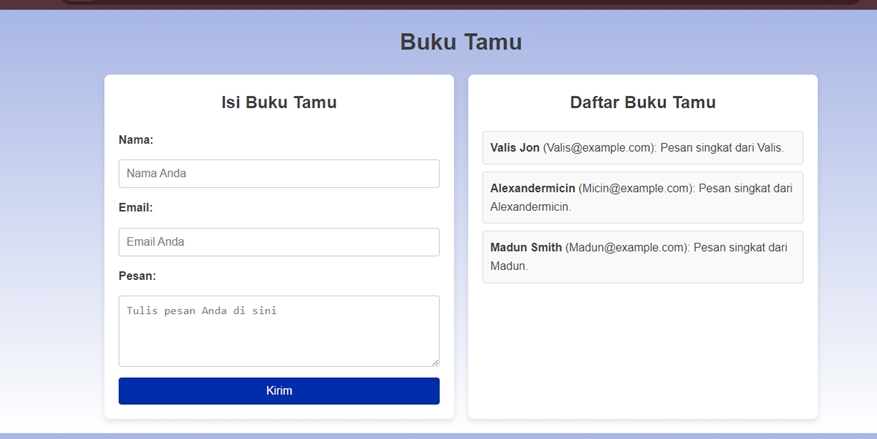 Buku Tamu
Isi Buku Tamu
Nama:
Nama Anda
Email:
Email Anda
Pesan:
Tulis pesan Anda di sini
Kirim
Daftar Buku Tamu
Valis Jon (Valis@example.com): Pesan singkat dari Valis.
Alexandermicin (Micin@example.com): Pesan singkat dari
Alexandermicin.
Madun Smith (Madun@example.com): Pesan singkat dari
Madun.